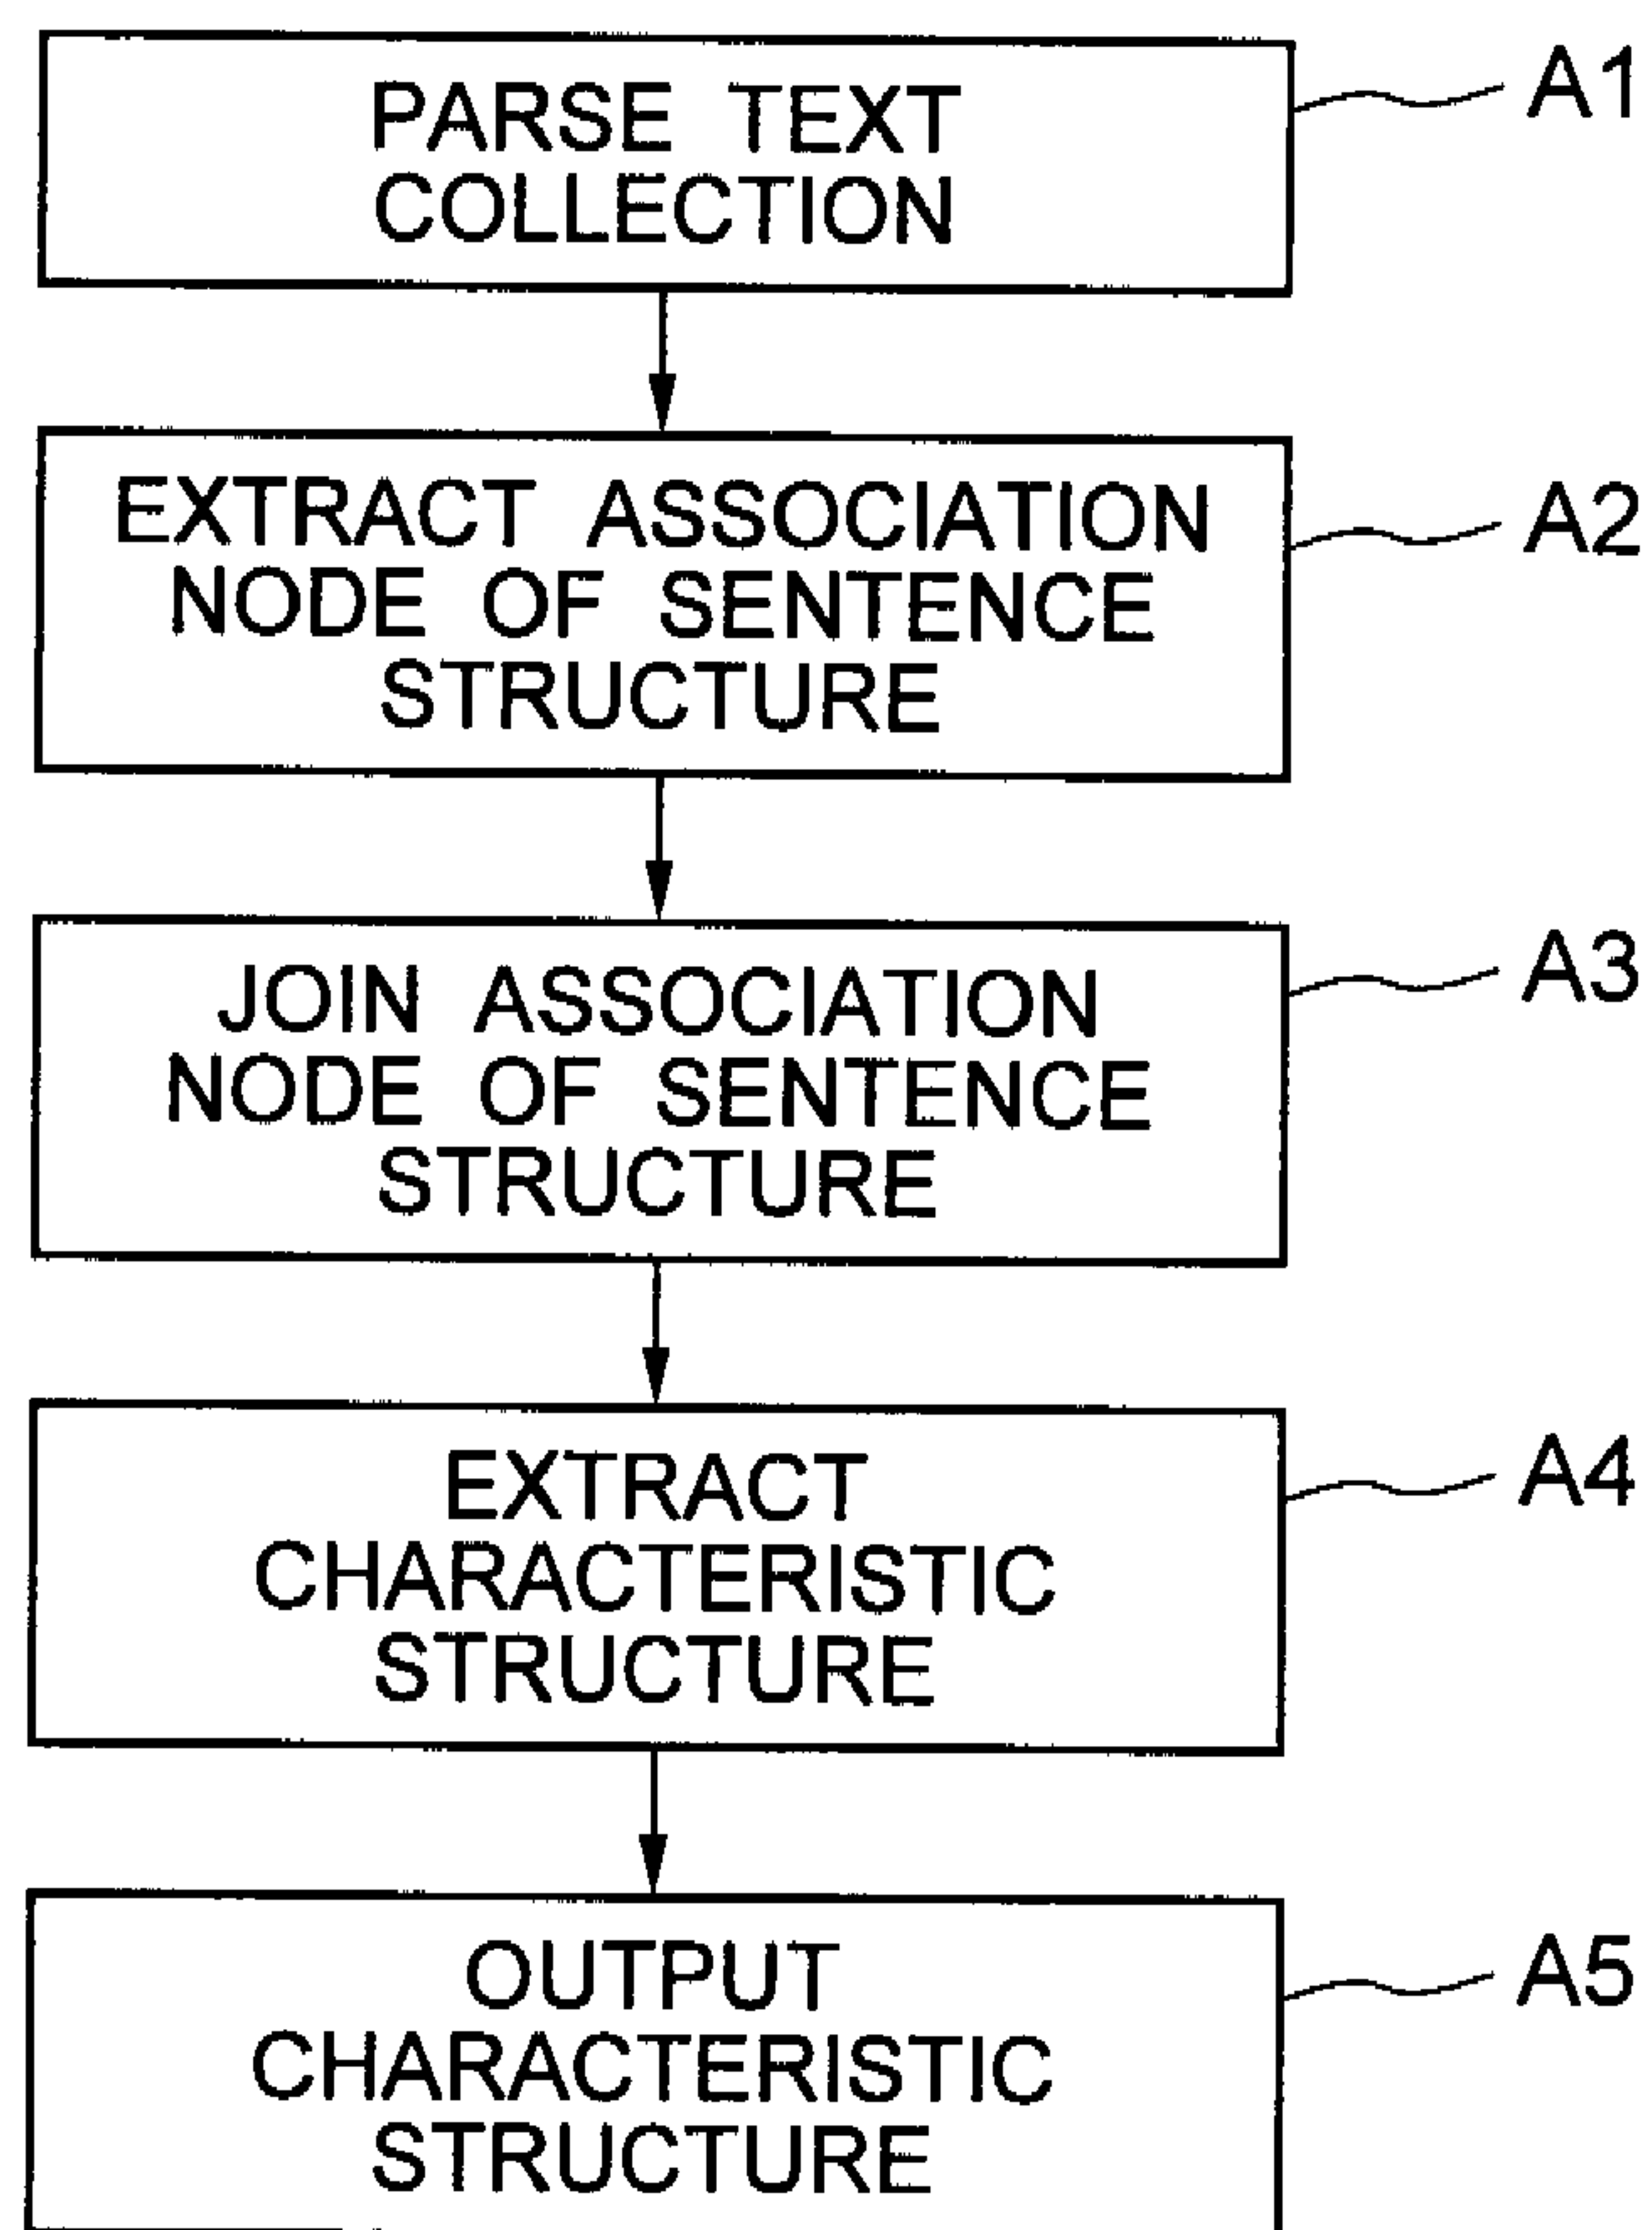 PARSE TEXT
COLLECTION
A1
EXTRACT ASSOCIATION
NODE OF SENTENCE
STRUCTURE
A2
JOIN ASSOCIATION
NODE OF SENTENCE
STRUCTURE
A3
EXTRACT
CHARACTERISTIC
STRUCTURE
A4
OUTPUT
CHARACTERISTIC
STRUCTURE
A5